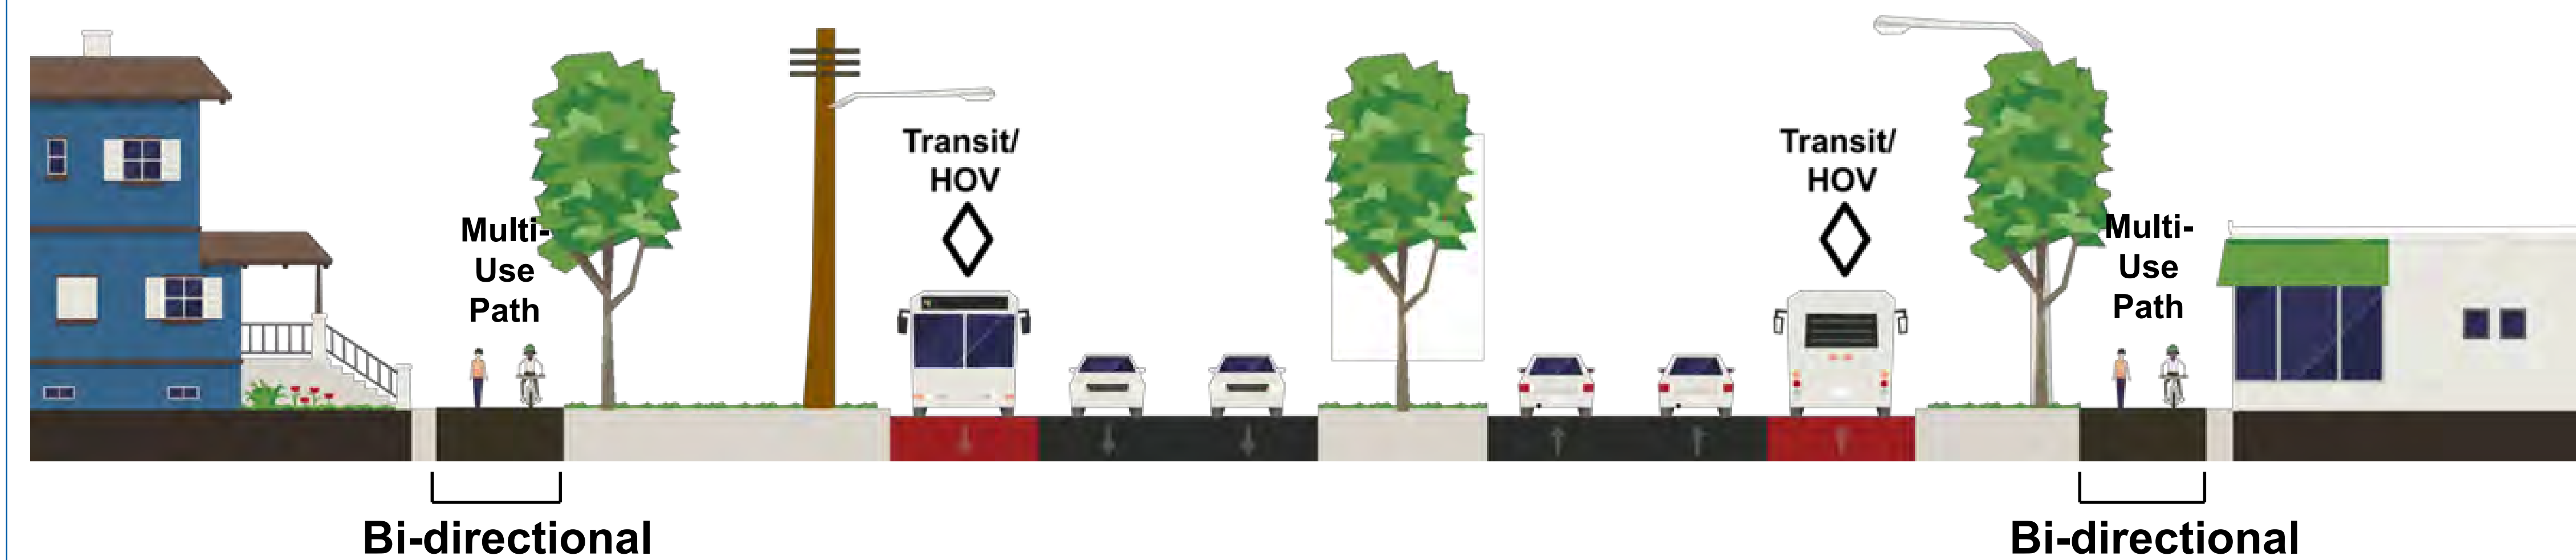 Transit/
HOV
Transit/
HOV
Multi-
Use
Path
Multi-
Use
Path
Bi-directional
Bi-directional